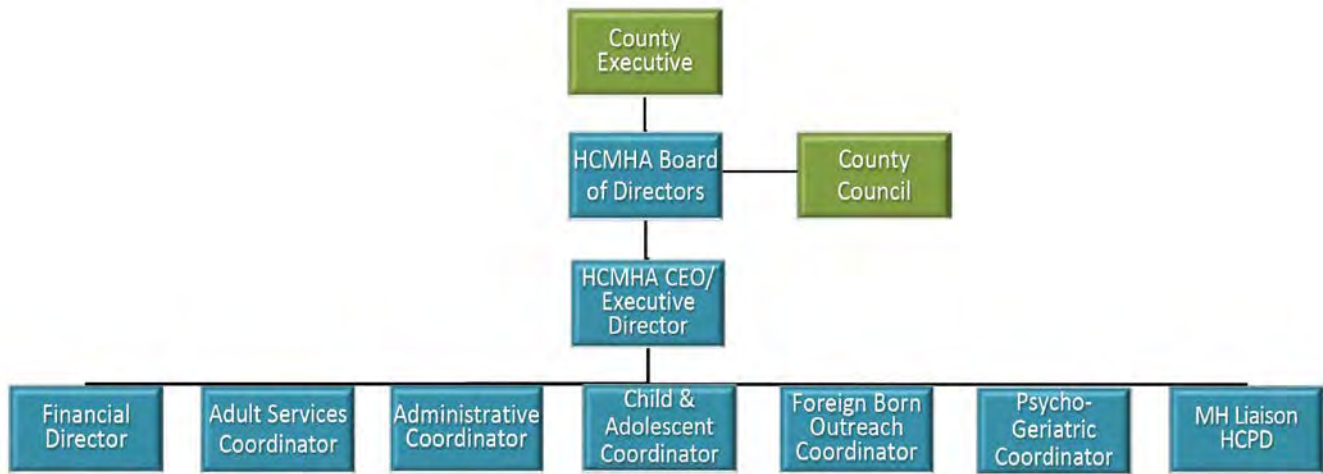 County
Executive
HCMHA Board
of Directors
County
Council
HCMHA CEO/
Executive
Director
Financial
Director
Adult Services
Coordinator
Administrative
Coordinator
Child &
Adolescent
Coordinator
Foreign Born
Outreach
Coordinator
Psycho-
Geriatric
Coordinator
MH Liaison
HCPD